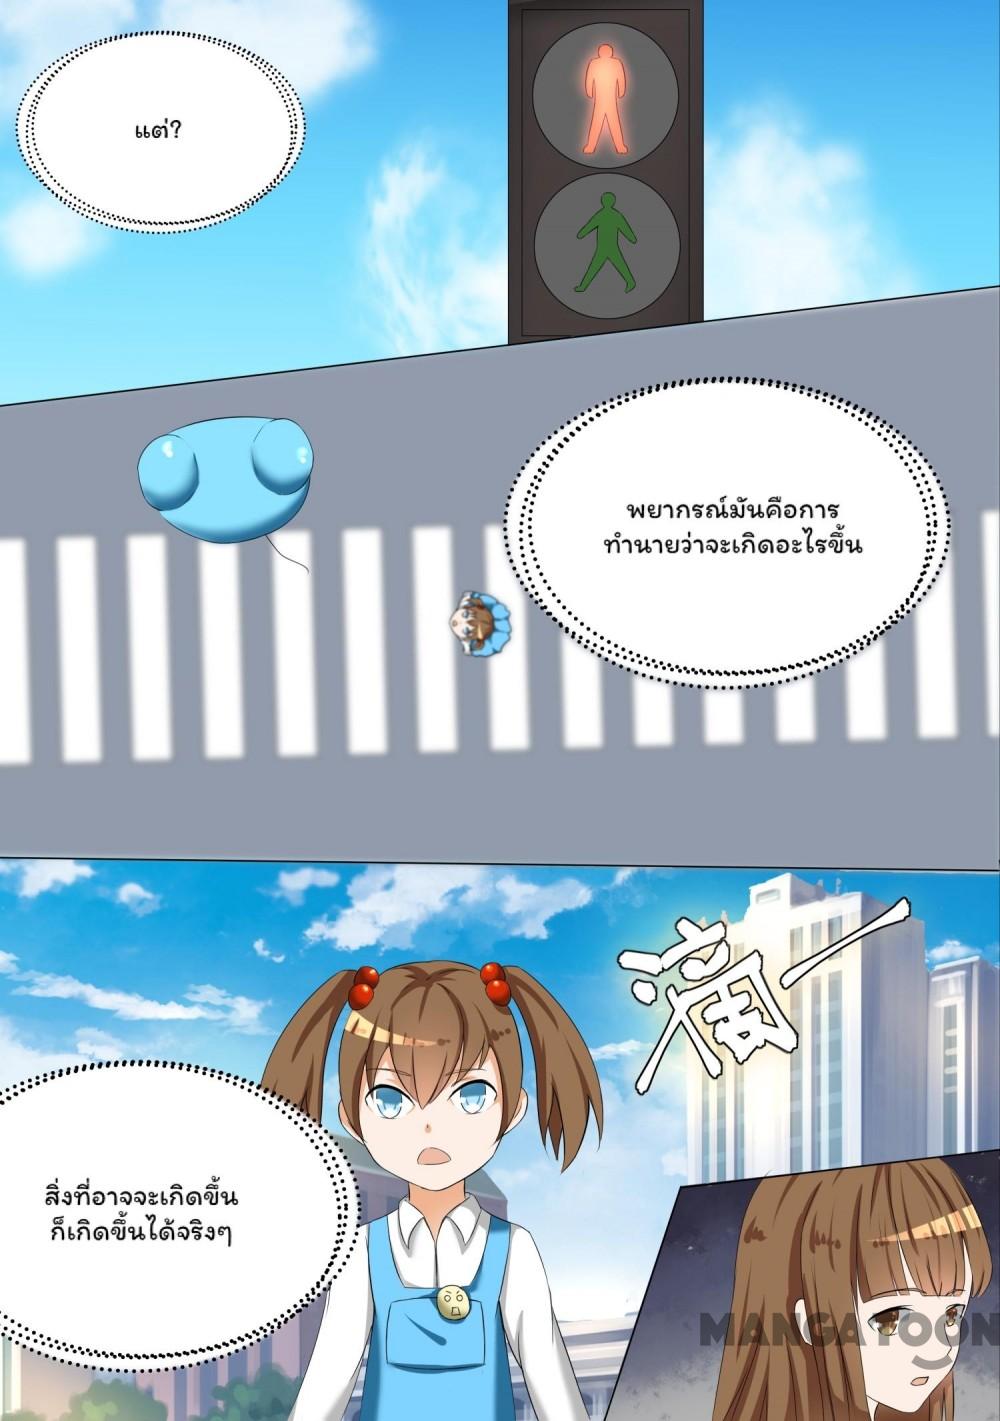 แต่?
พยากรณ์มันคือการ
ทำนายว่าจะเกิดอะไรขึ้น
滴一
สิ่งที่อาจจะเกิดขึ้น
ก็เกิดขึ้นได้จริงๆ
MANGATOON